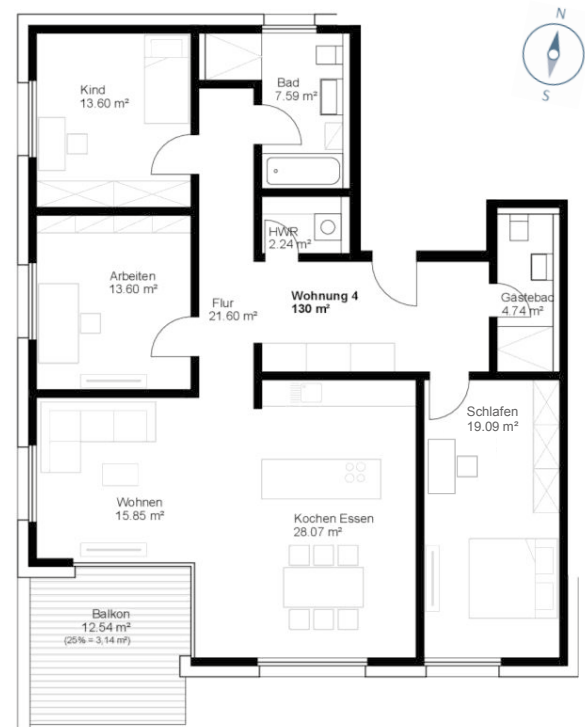 N
S
Kind
13.60 m²
Bad
7.59 m²
HWR
2.24 m²
Arbeiten
13.60 m²
Flur
21.60 m²
Wohnung 4
130 m²
Gästebad
4.74 m²
Schlafen
19.09 m²
Wohnen
15.85 m²
Kochen Essen
28.07 m²
Balkon
12.54 m²
(25% = 3,14 m²)